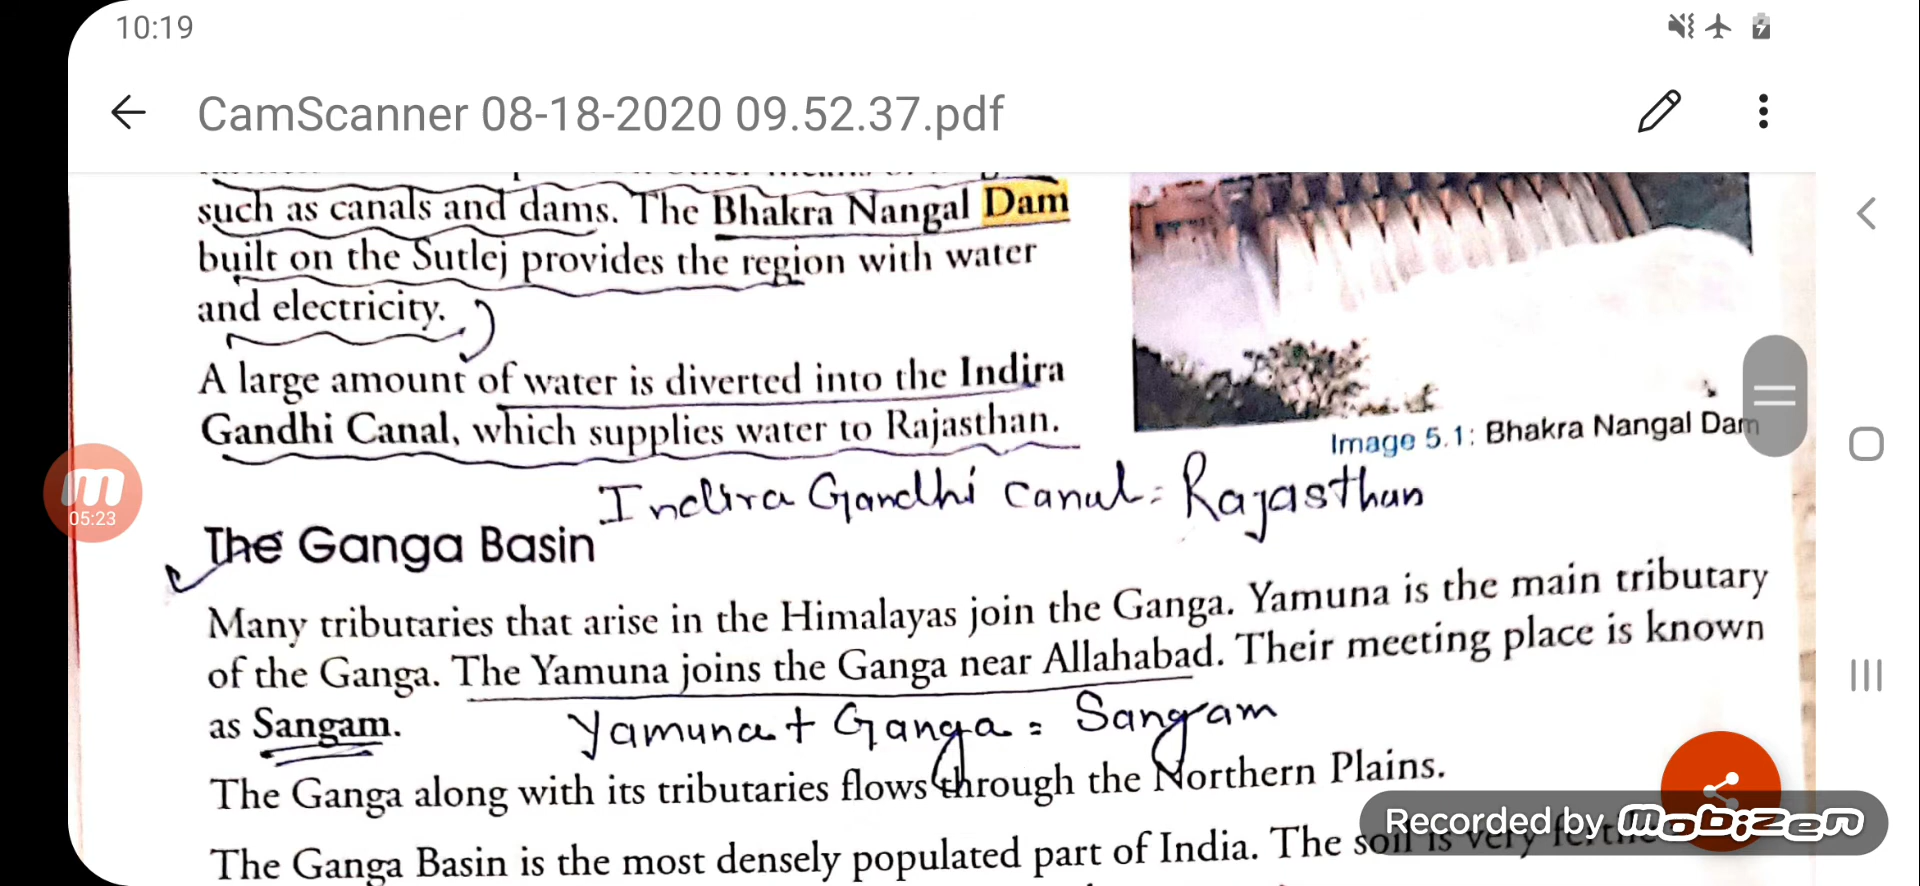 10:19
CamScanner 08-18-2020 09.52.37.pdf
such as canals and dams. The Bhakra Nangal Dam
built on the Sutlej provides the region with water
and electricity.
A large amount of water is diverted into the Indira
Gandhi Canal, which supplies water to Rajasthan.
Image 5.1: Bhakra Nangal Dam
Indira Gandhi Canal = Rajasthan
05:23
The Ganga Basin
Many tributaries that arise in the Himalayas join the Ganga. Yamuna is the main tributary
of the Ganga. The Yamuna joins the Ganga near Allahabad. Their meeting place is known
as Sangam.
Yamuna + Ganga = Sangam
The Ganga along with its tributaries flows through the Northern Plains.
Recorded by mobizen
The Ganga Basin is the most densely populated part of India. The soil is very fertile